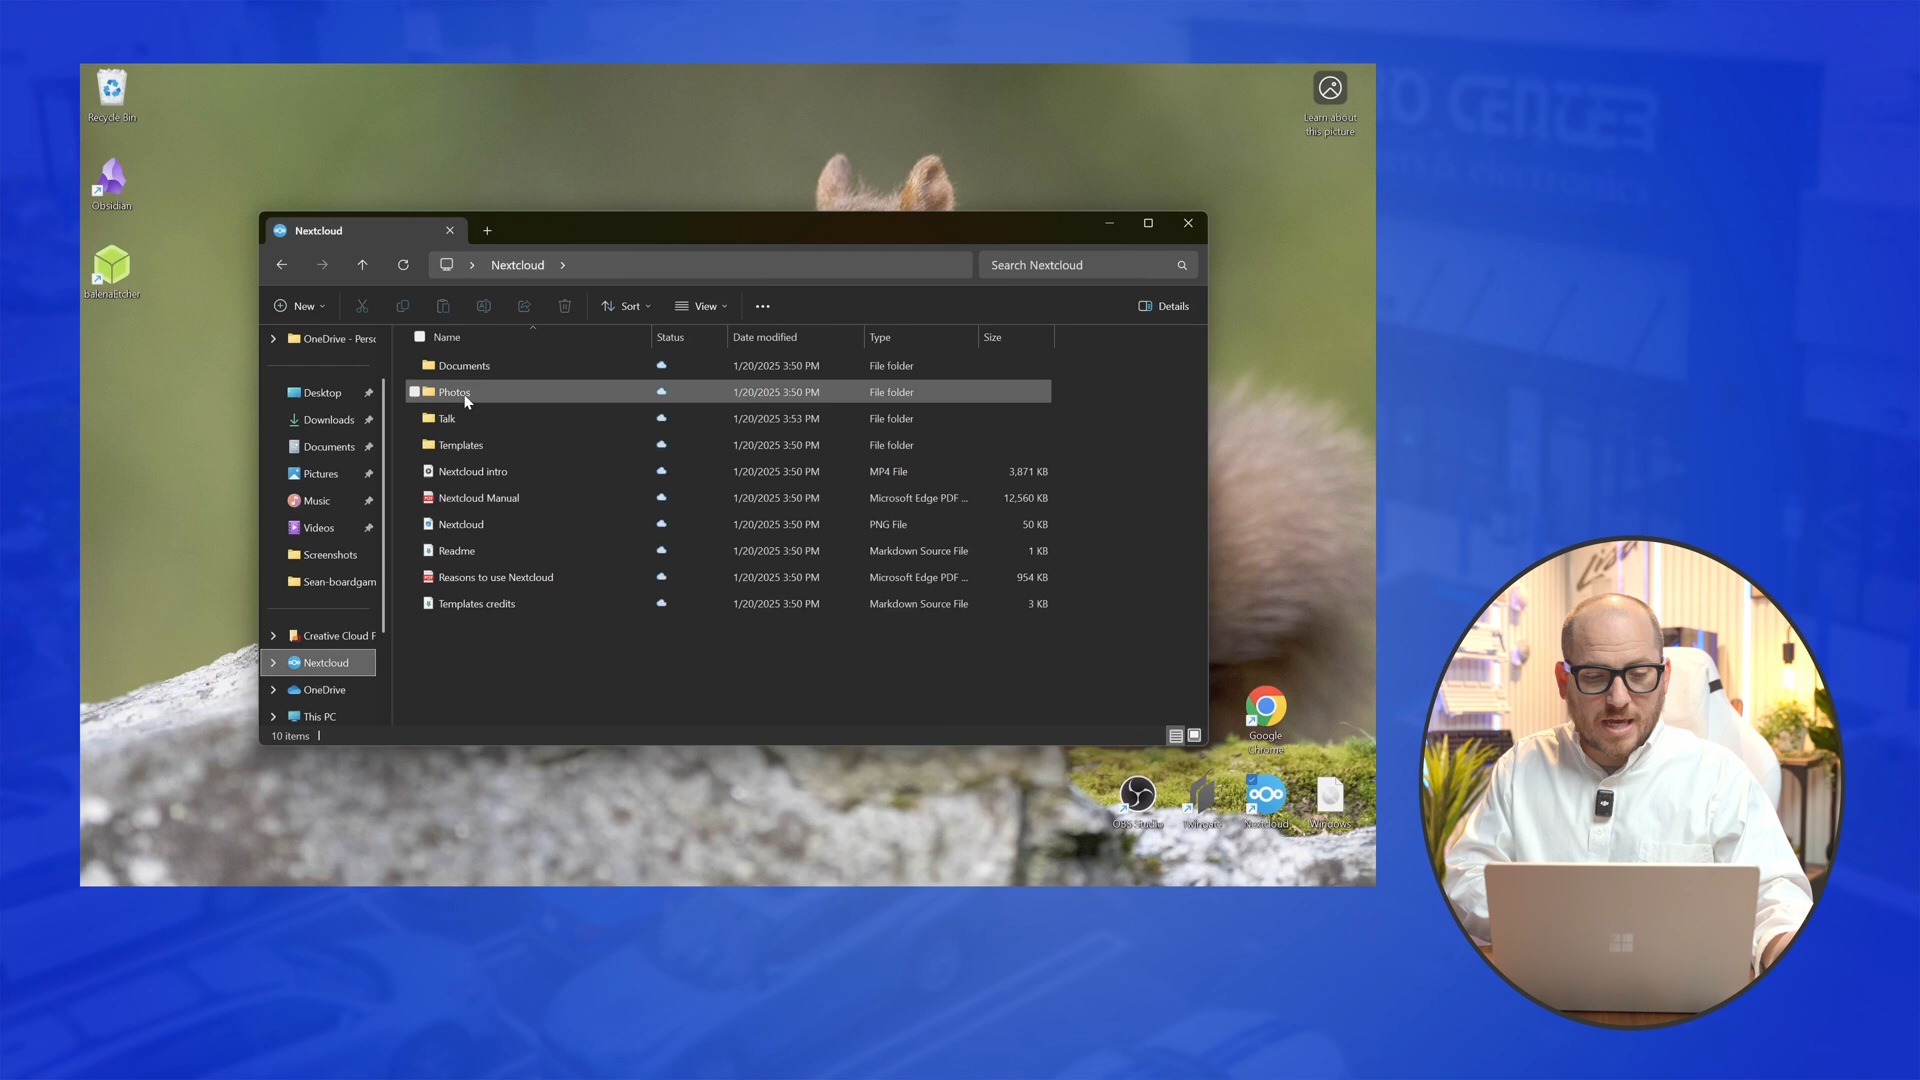 Recycle Bin
Obsidian
balenaEtcher
Learn about
this picture
CENTER
& electronics
Nextcloud
Nextcloud
Search Nextcloud
New
Sort
View
Details
Name Status Date modified Type Size
OneDrive - Perso
Desktop
Downloads
Documents
Pictures
Music
Videos
Screenshots
Sean-boardgam
Creative Cloud F
Nextcloud
OneDrive
This PC
Documents 1/20/2025 3:50 PM File folder
Photos 1/20/2025 3:50 PM File folder
Talk 1/20/2025 3:53 PM File folder
Templates 1/20/2025 3:50 PM File folder
Nextcloud intro 1/20/2025 3:50 PM MP4 File 3,871 KB
Nextcloud Manual 1/20/2025 3:50 PM Microsoft Edge PDF ... 12,560 KB
Nextcloud 1/20/2025 3:50 PM PNG File 50 KB
Readme 1/20/2025 3:50 PM Markdown Source File 1 KB
Reasons to use Nextcloud 1/20/2025 3:50 PM Microsoft Edge PDF ... 954 KB
Templates credits 1/20/2025 3:50 PM Markdown Source File 3 KB
10 items
Google
Chrome
OBS Studio
Twingate
Nextcloud
Windows